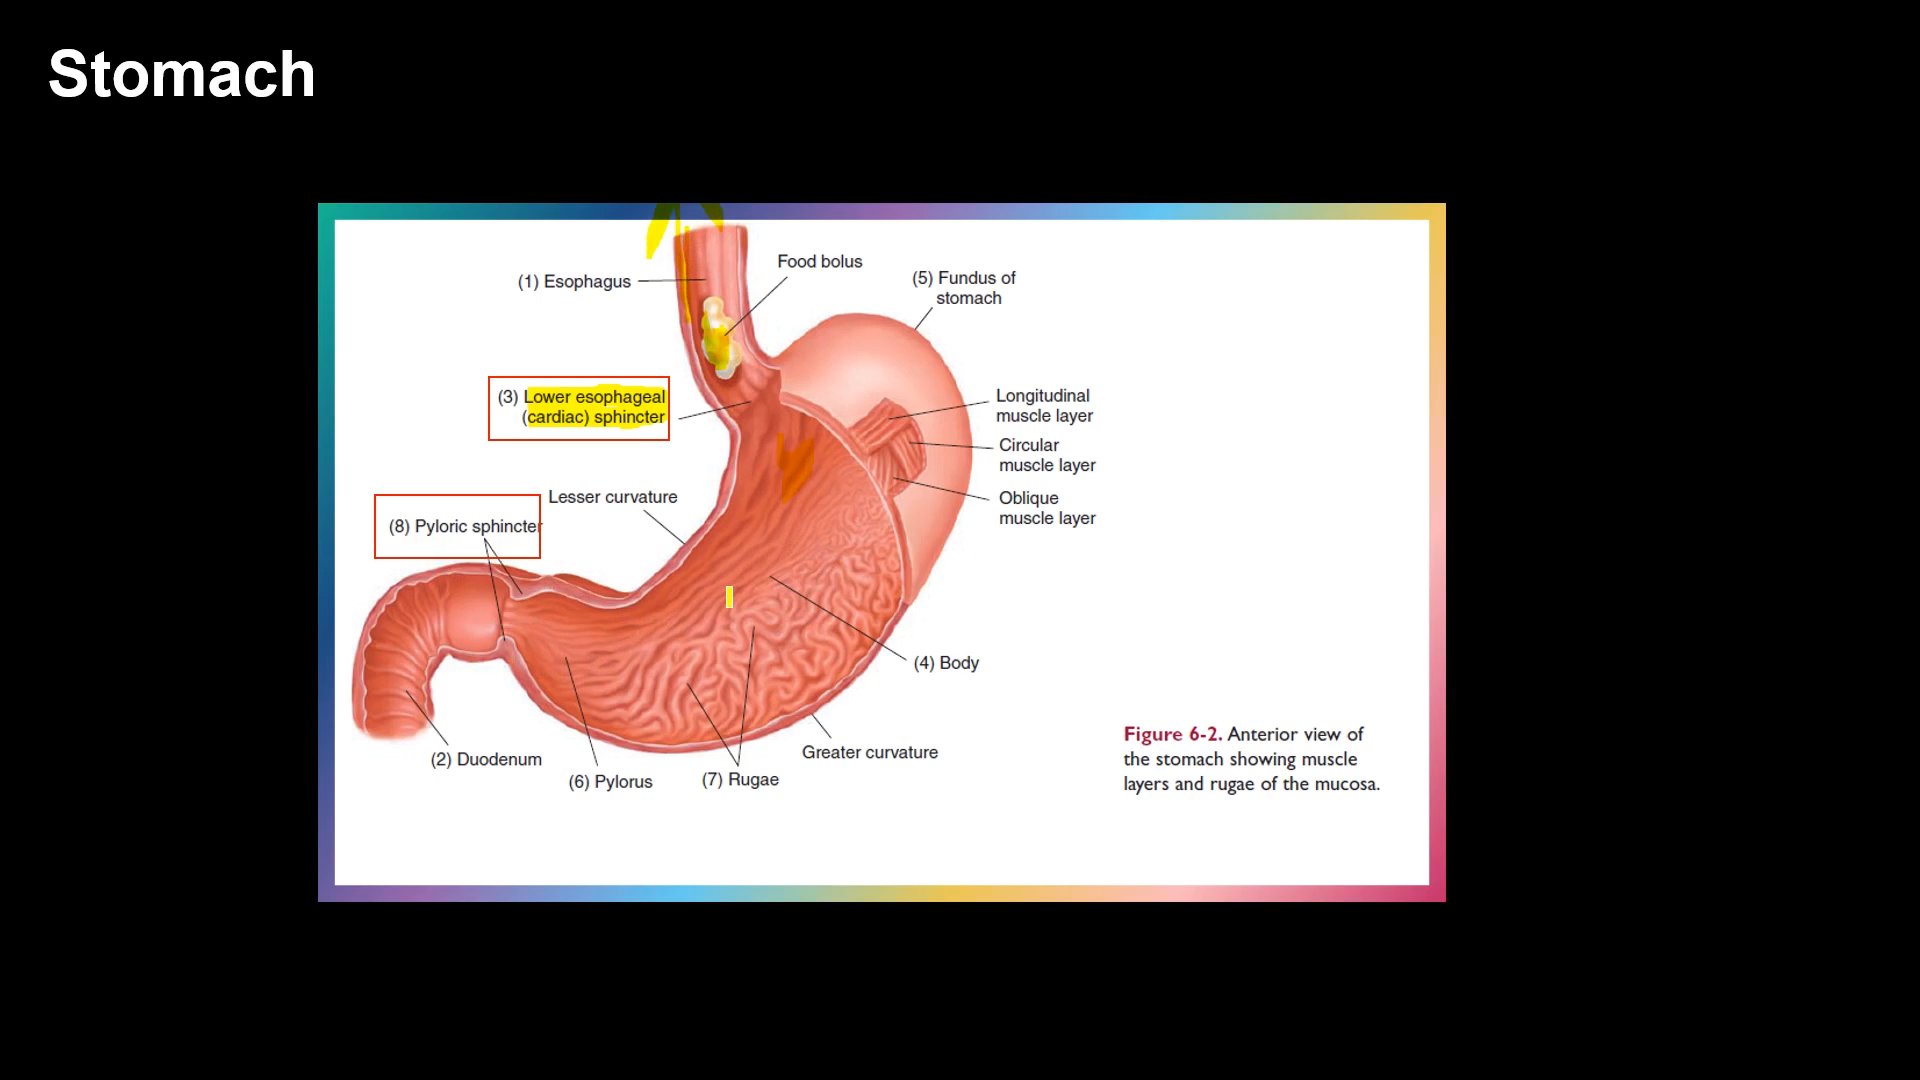 Stomach
Food bolus
(1) Esophagus
(5) Fundus of
stomach
(3) Lower esophageal
(cardiac) sphincter
Longitudinal
muscle layer
Circular
muscle layer
Lesser curvature
Oblique
muscle layer
(8) Pyloric sphincter
(4) Body
Figure 6-2. Anterior view of
the stomach showing muscle
layers and rugae of the mucosa.
Greater curvature
(2) Duodenum
(6) Pylorus
(7) Rugae